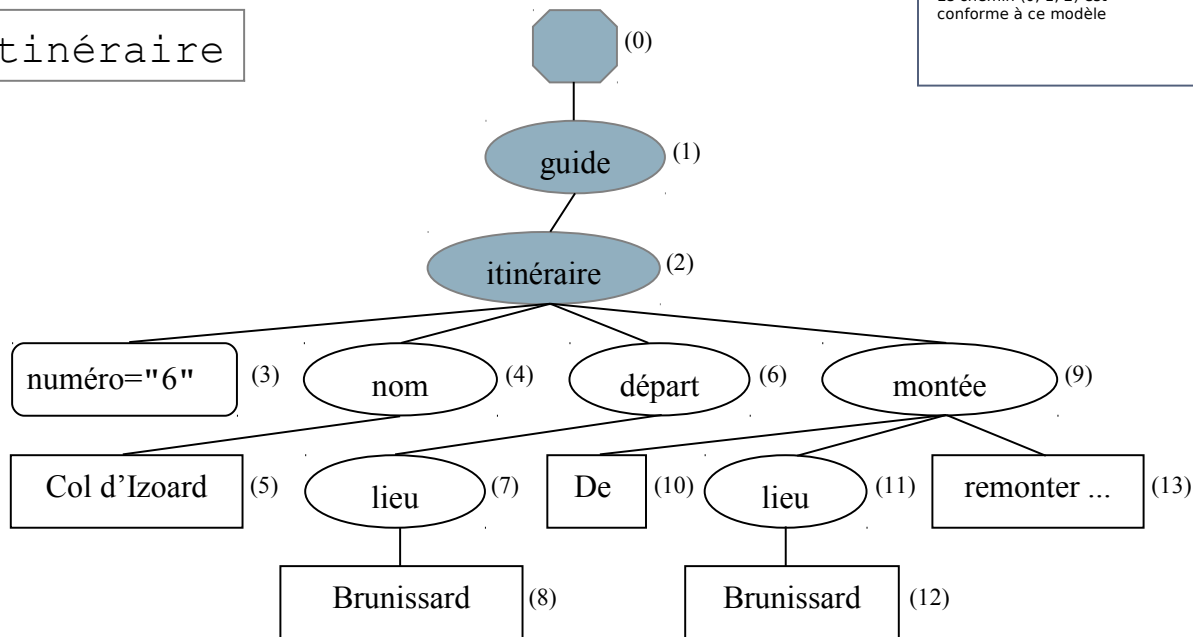 conforme à ce modèle
tinéraire
(0)
guide (1)
itinéraire (2)
numéro="6" (3) nom (4) départ (6) montée (9)
Col d'Izoard (5) lieu (7) De (10) lieu (11) remonter ... (13)
Brunissard (8) Brunissard (12)